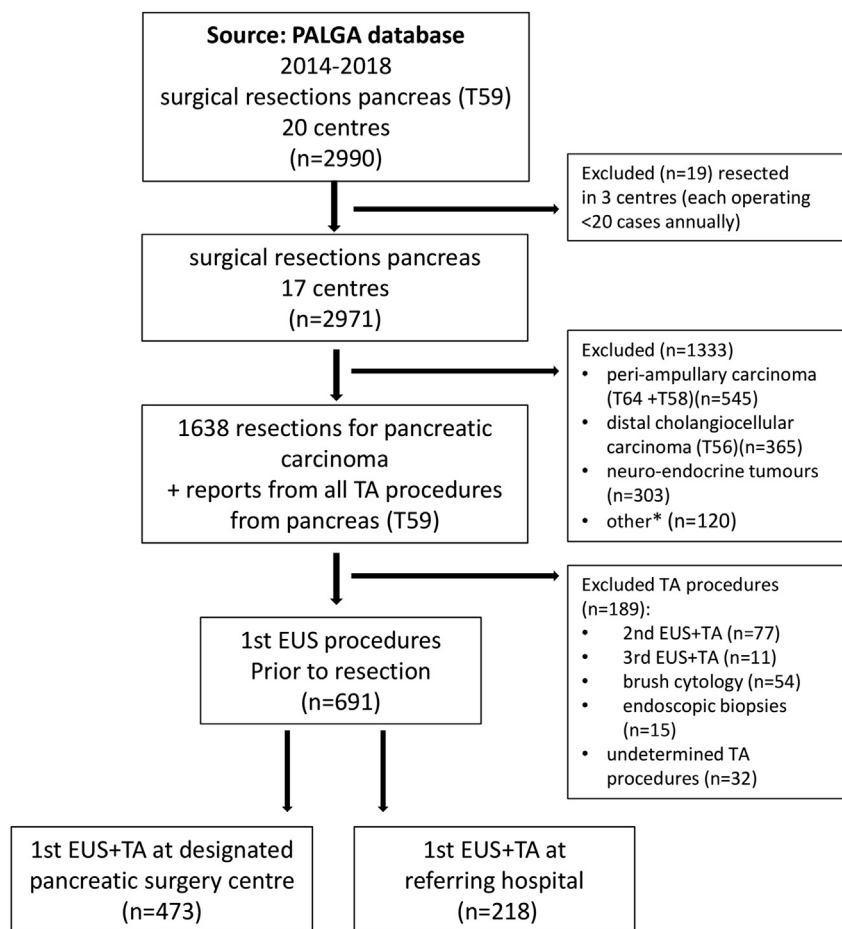 Source: PALGA database
2014-2018
surgical resections pancreas (T59)
20 centres
(n=2990)
Excluded (n=19) resected
in 3 centres (each operating
<20 cases annually)
surgical resections pancreas
17 centres
(n=2971)
Excluded (n=1333)
• peri-ampullary carcinoma
(T64 +T58)(n=545)
• distal cholangiocellular
carcinoma (T56)(n=365)
• neuro-endocrine tumours
(n=303)
• other* (n=120)
1638 resections for pancreatic
carcinoma
+ reports from all TA procedures
from pancreas (T59)
Excluded TA procedures
(n=189):
• 2nd EUS+TA (n=77)
• 3rd EUS+TA (n=11)
• brush cytology (n=54)
• endoscopic biopsies
(n=15)
• undetermined TA
procedures (n=32)
1st EUS procedures
Prior to resection
(n=691)
1st EUS+TA at designated
pancreatic surgery centre
(n=473)
1st EUS+TA at
referring hospital
(n=218)